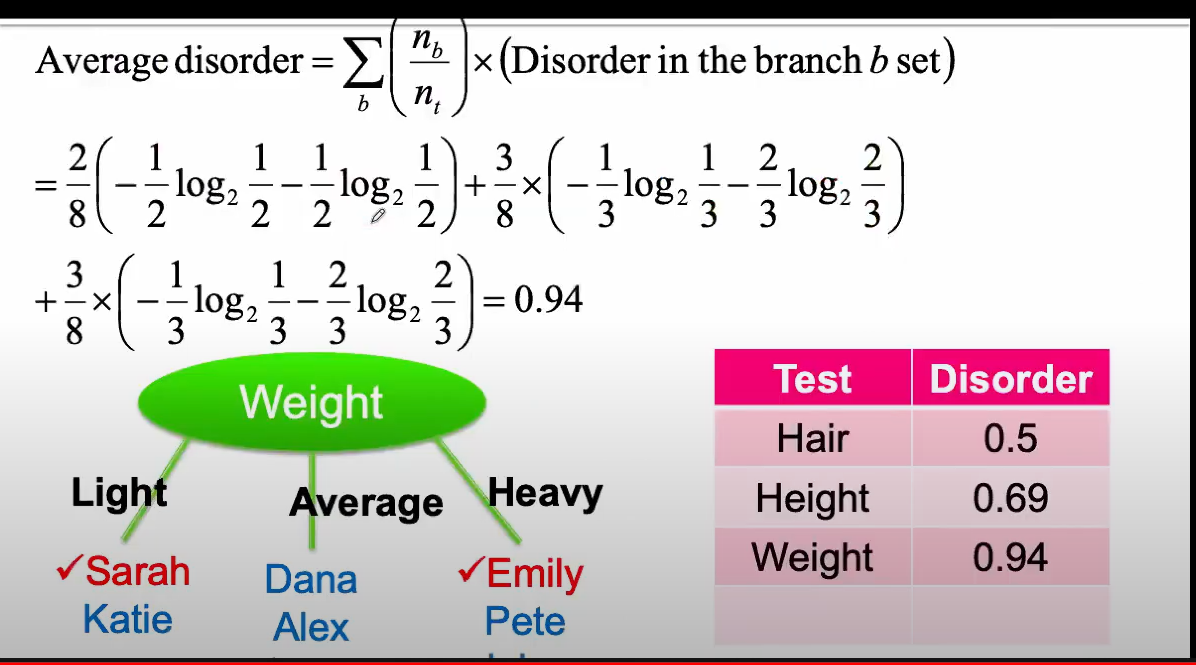 Average disorder = ∑_b (n_b/n_t) × (Disorder in the branch b set)
= 2/8 (− 1/2 log₂ 1/2 − 1/2 log₂ 1/2) + 3/8 × (− 1/3 log₂ 1/3 − 2/3 log₂ 2/3)
+ 3/8 × (− 1/3 log₂ 1/3 − 2/3 log₂ 2/3) = 0.94
Weight
Light Average Heavy
✓Sarah Dana ✓Emily
Katie Alex Pete
Test Disorder
Hair 0.5
Height 0.69
Weight 0.94